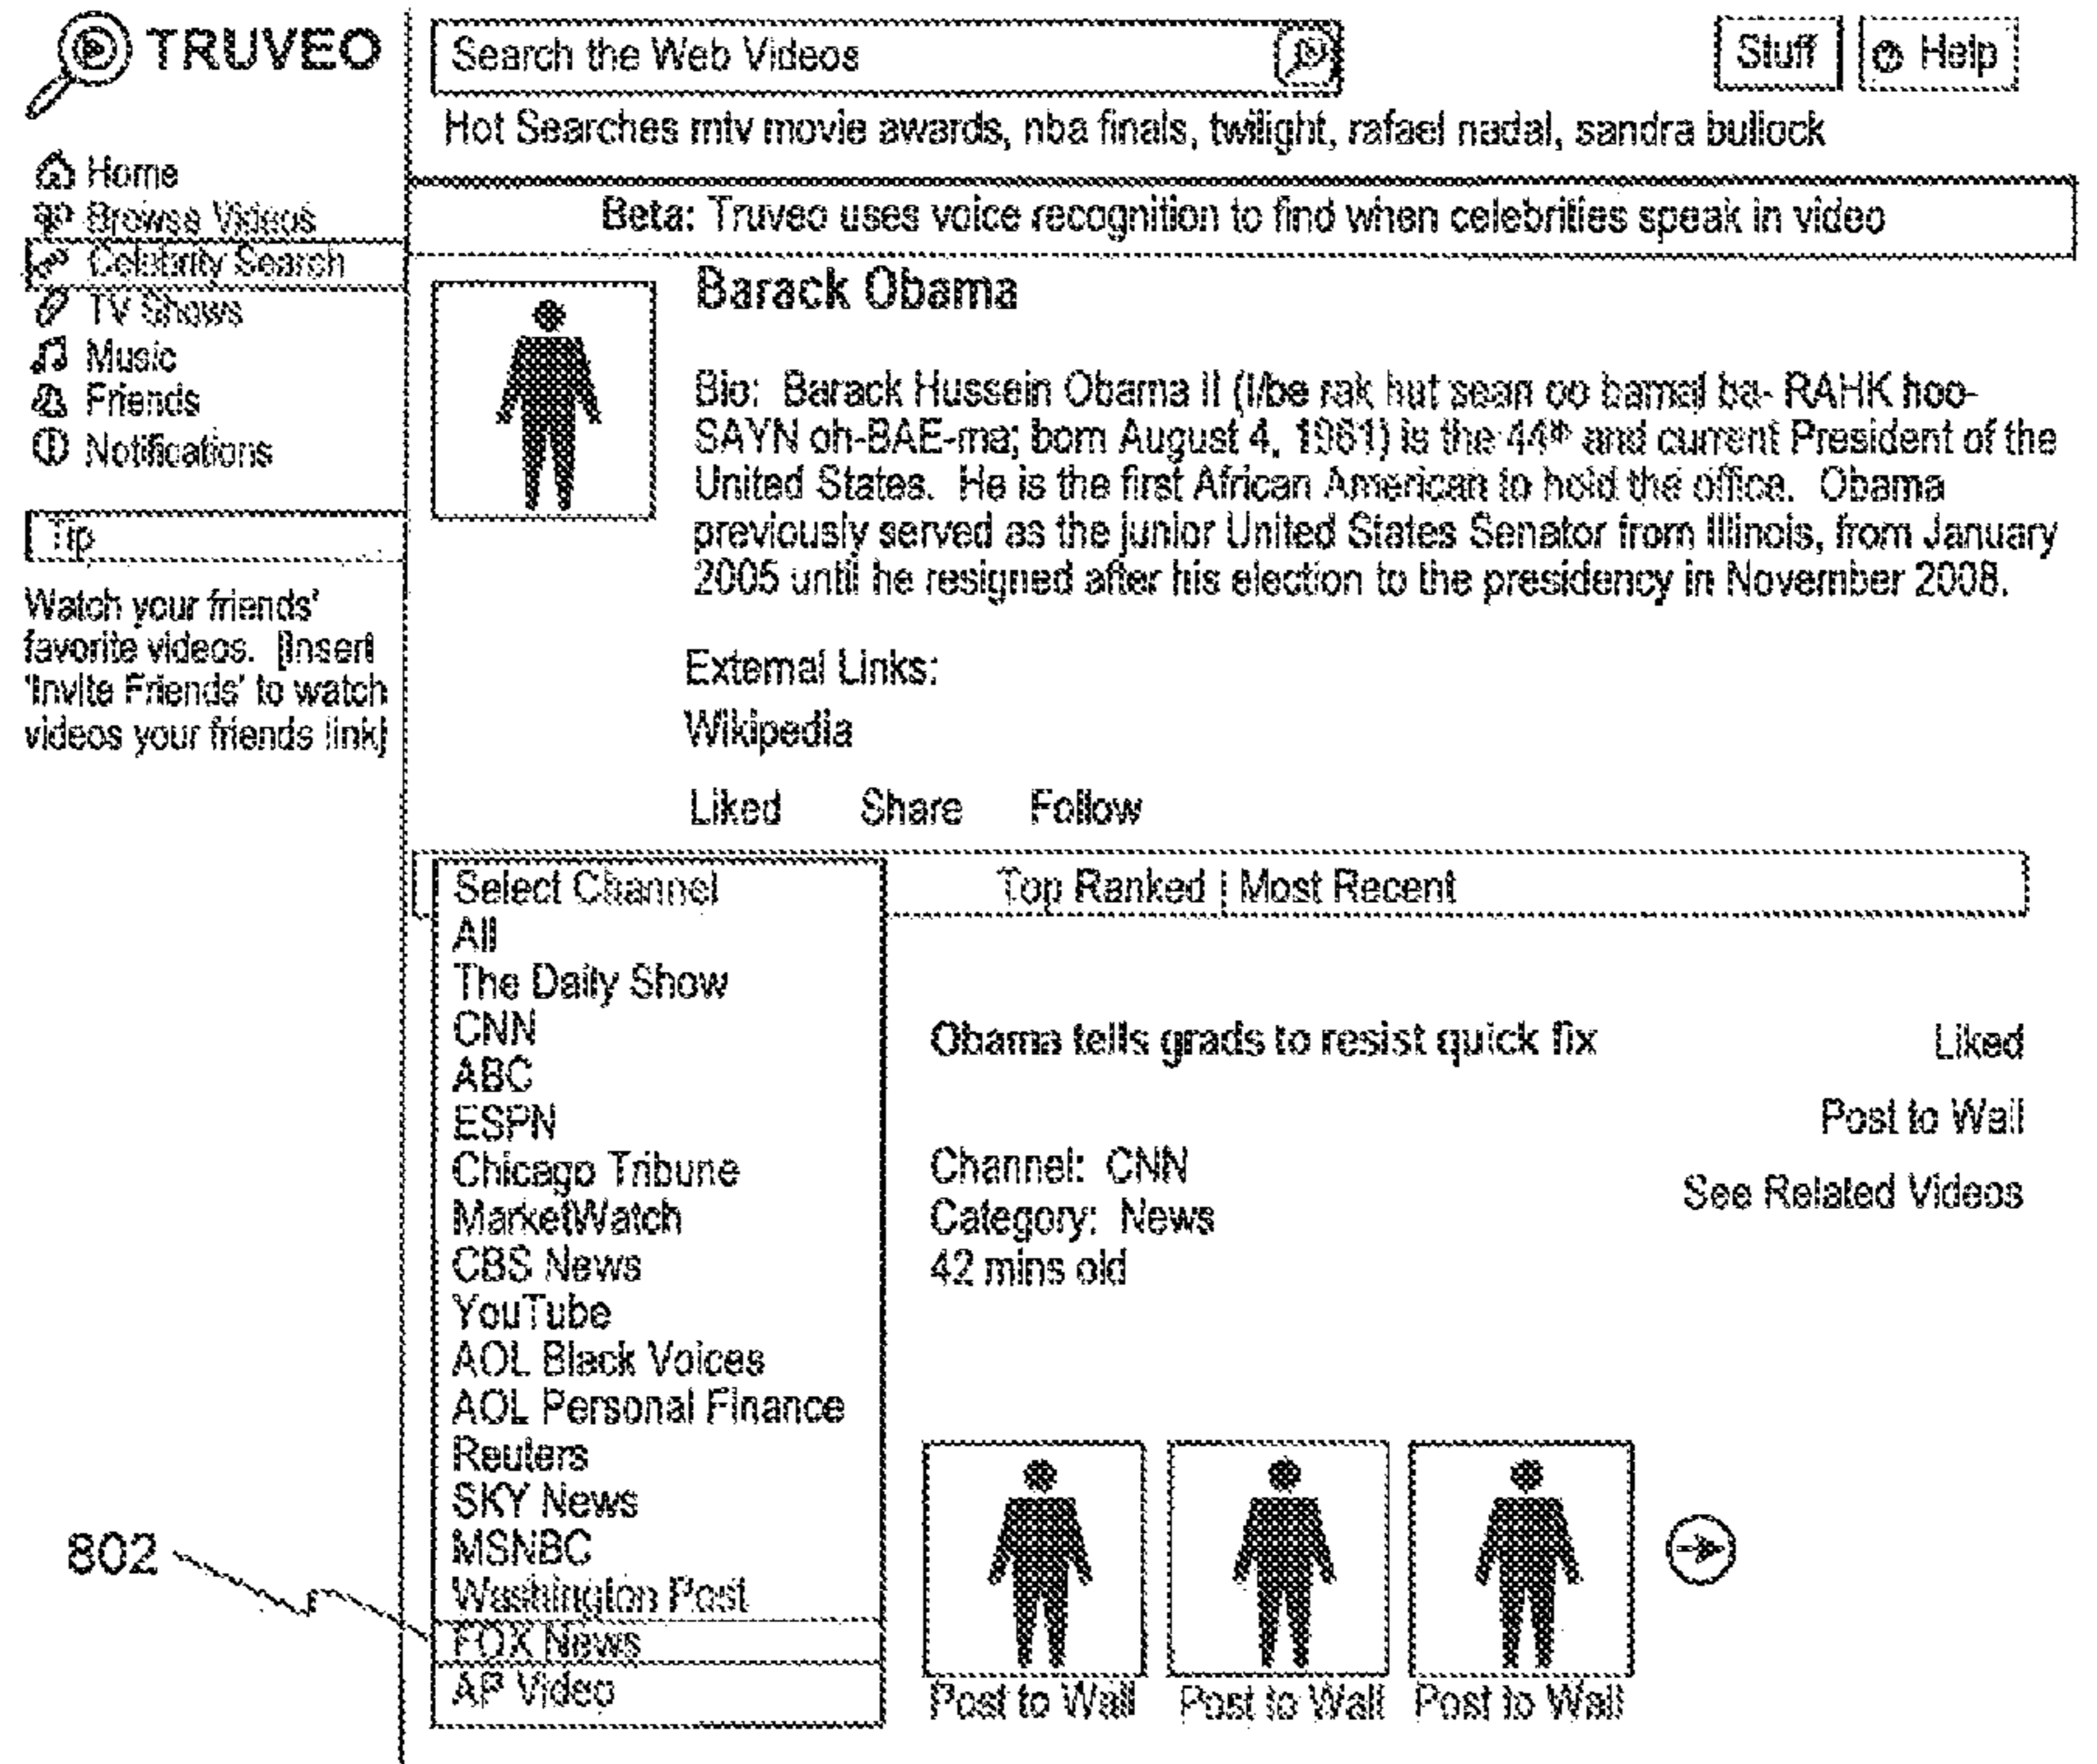 TRUVEO
Search the Web Videos
Stuff
Help
Hot Searches mtv movie awards, nba finals, twilight, rafael nadal, sandra bullock
Home
Browse Videos
Celebrity Search
TV Shows
Music
Friends
Notifications
Tip
Watch your friends'
favorite videos. [Insert
'Invite Friends' to watch
videos your friends link]
Beta: Truveo uses voice recognition to find when celebrities speak in video
Barack Obama
Bio: Barack Hussein Obama II (I/be rak hut sean oo bamal ba- RAHK hoo-
SAYN oh-BAE-ma; born August 4, 1961) is the 44th and current President of the
United States. He is the first African American to hold the office. Obama
previously served as the junior United States Senator from Illinois, from January
2005 until he resigned after his election to the presidency in November 2008.
External Links:
Wikipedia
Liked Share Follow
Select Channel
All
The Daily Show
CNN
ABC
ESPN
Chicago Tribune
MarketWatch
CBS News
YouTube
AOL Black Voices
AOL Personal Finance
Reuters
SKY News
MSNBC
Washington Post
FOX News
AP Video
802
Top Ranked | Most Recent
Obama tells grads to resist quick fix
Liked
Post to Wall
See Related Videos
Channel: CNN
Category: News
42 mins old
Post to Wall Post to Wall Post to Wall